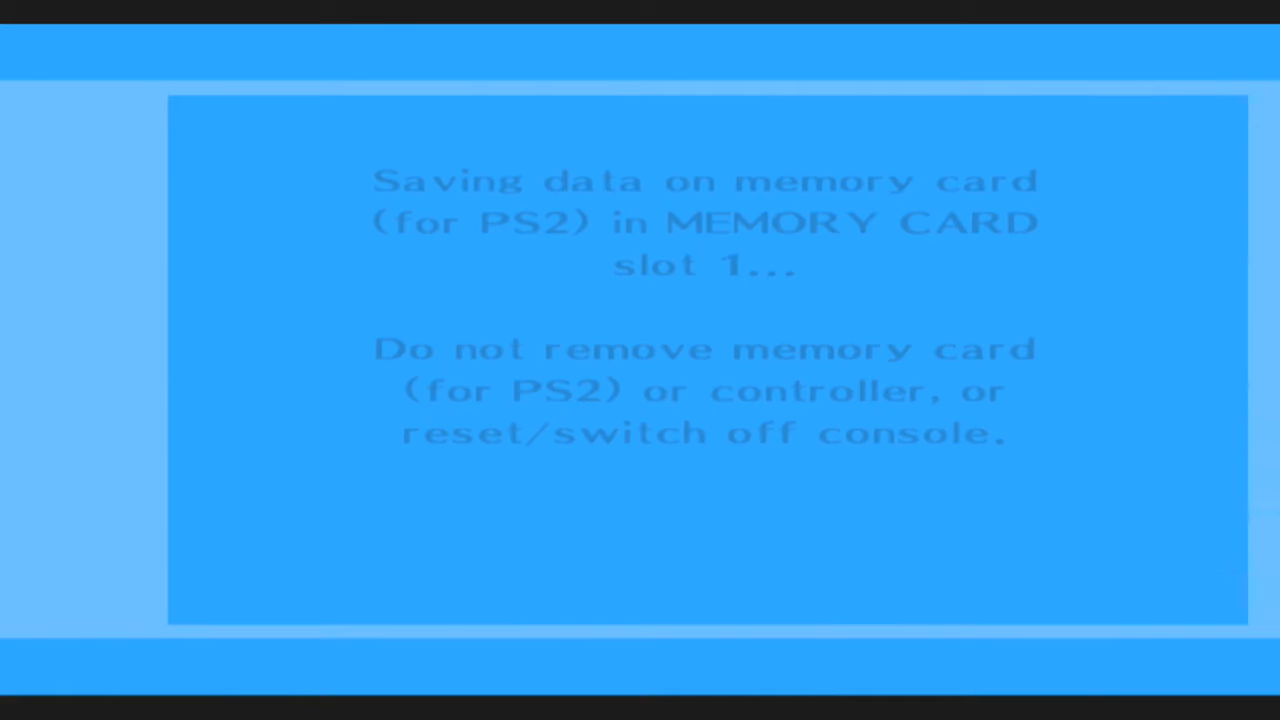 Saving data on memory card
(for PS2) in MEMORY CARD
slot 1...
Do not remove memory card
(for PS2) or controller, or
reset/switch off console.